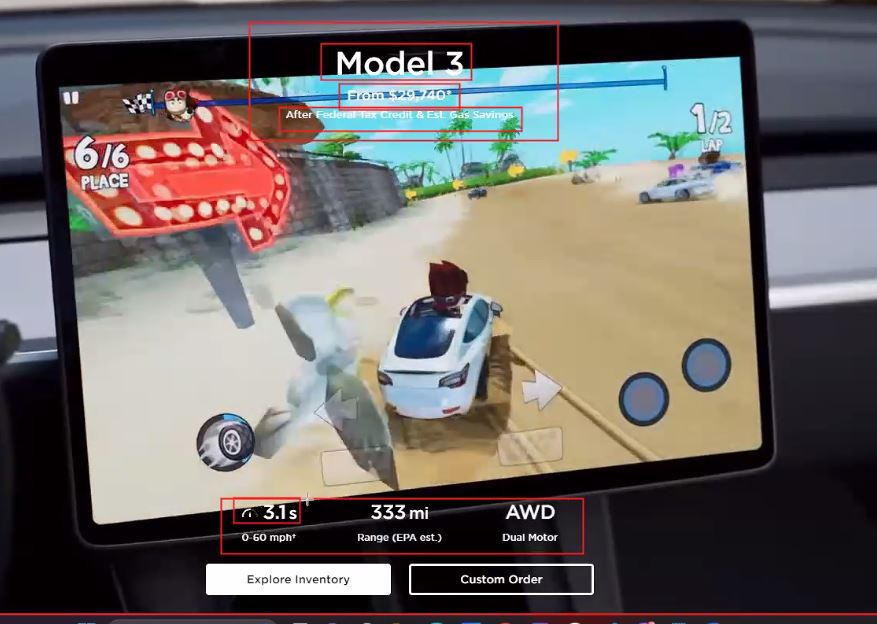 Model 3
From $29,740*
After Federal Tax Credit & Est. Gas Savings
6/6
PLACE
1/2
LAP
3.1 s
0-60 mph†
333 mi
Range (EPA est.)
AWD
Dual Motor
Explore Inventory
Custom Order